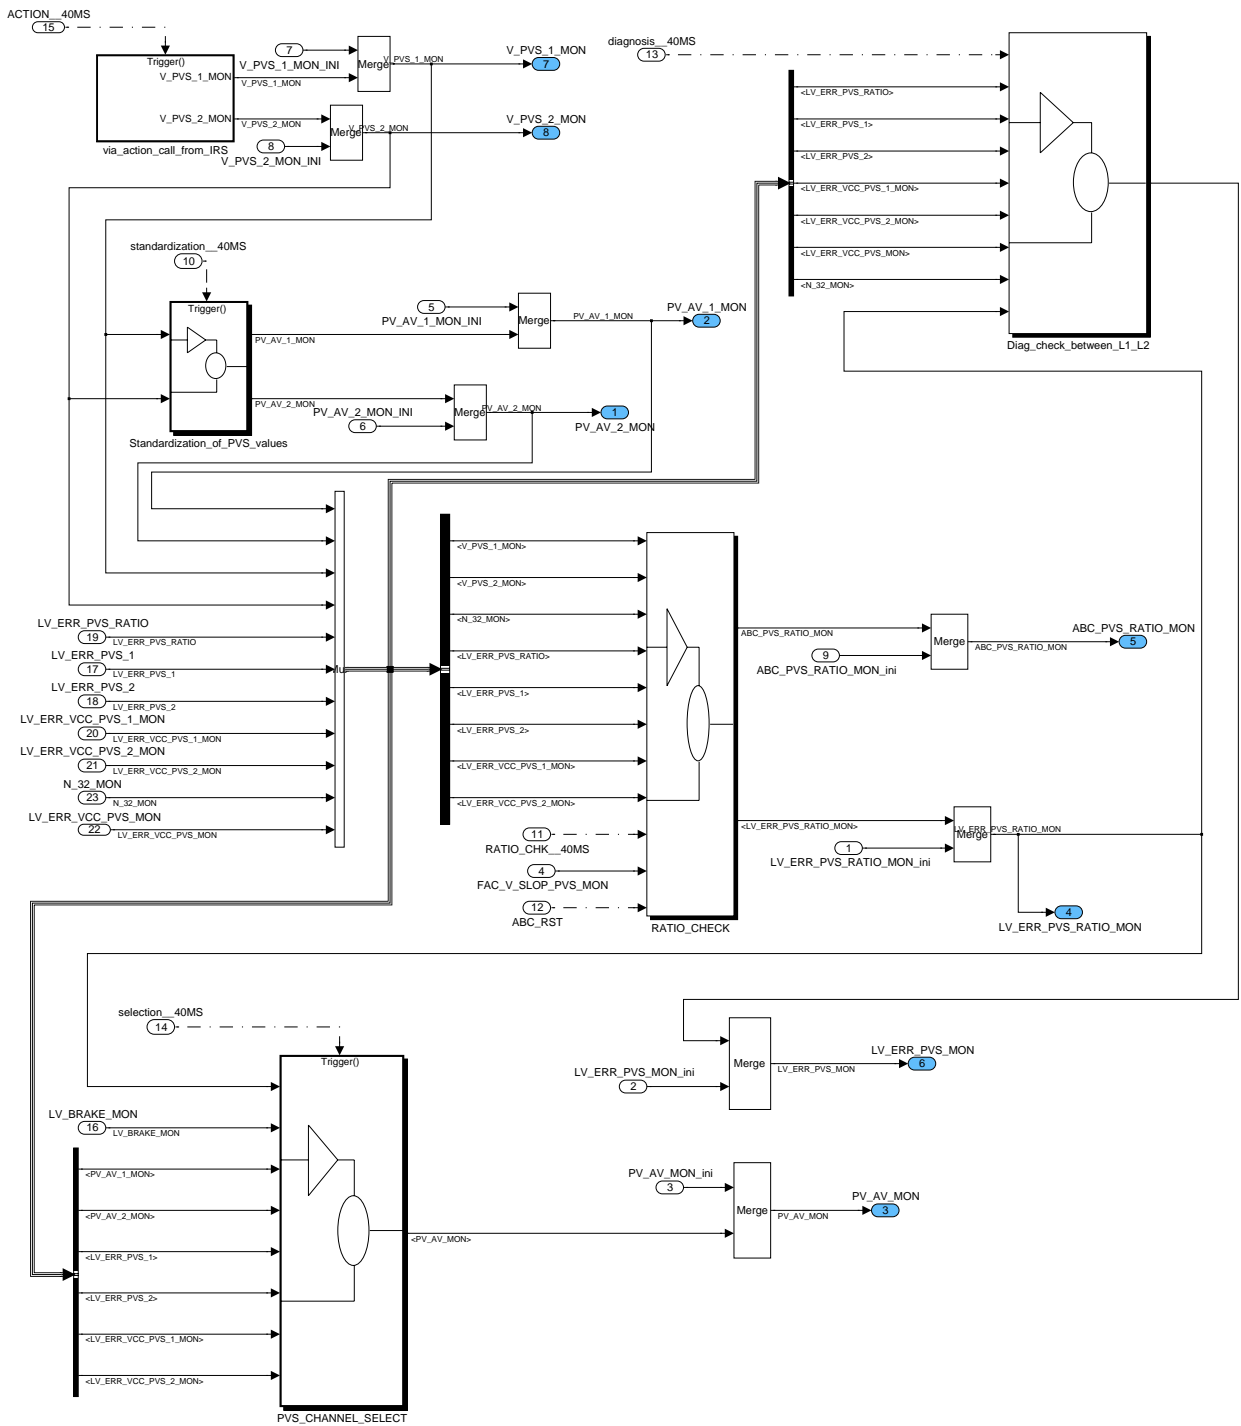 ACTION__40MS
15
Trigger()
V_PVS_1_MON
V_PVS_1_MON
V_PVS_2_MON
V_PVS_2_MON
via_action_call_from_IRS
7
V_PVS_1_MON_INI
Merge
V_PVS_1_MON
V_PVS_1_MON
7
Merge
V_PVS_2_MON
8
V_PVS_2_MON_INI
V_PVS_2_MON
8
diagnosis__40MS
13
<LV_ERR_PVS_RATIO>
<LV_ERR_PVS_1>
<LV_ERR_PVS_2>
<LV_ERR_VCC_PVS_1_MON>
<LV_ERR_VCC_PVS_2_MON>
<LV_ERR_VCC_PVS_MON>
<N_32_MON>
Diag_check_between_L1_L2
standardization__40MS
10
Trigger()
PV_AV_1_MON
PV_AV_2_MON
Standardization_of_PVS_values
5
PV_AV_1_MON_INI
Merge
PV_AV_1_MON
PV_AV_1_MON
2
PV_AV_2_MON_INI
6
Merge
PV_AV_2_MON
1
PV_AV_2_MON
LV_ERR_PVS_RATIO
19
LV_ERR_PVS_RATIO
LV_ERR_PVS_1
17
LV_ERR_PVS_1
LV_ERR_PVS_2
18
LV_ERR_PVS_2
LV_ERR_VCC_PVS_1_MON
20
LV_ERR_VCC_PVS_1_MON
LV_ERR_VCC_PVS_2_MON
21
LV_ERR_VCC_PVS_2_MON
N_32_MON
23
N_32_MON
LV_ERR_VCC_PVS_MON
22
LV_ERR_VCC_PVS_MON
<V_PVS_1_MON>
<V_PVS_2_MON>
<N_32_MON>
<LV_ERR_PVS_RATIO>
<LV_ERR_PVS_1>
<LV_ERR_PVS_2>
<LV_ERR_VCC_PVS_1_MON>
<LV_ERR_VCC_PVS_2_MON>
11
RATIO_CHK__40MS
4
FAC_V_SLOP_PVS_MON
12
ABC_RST
RATIO_CHECK
ABC_PVS_RATIO_MON
9
ABC_PVS_RATIO_MON_ini
Merge
ABC_PVS_RATIO_MON
ABC_PVS_RATIO_MON
5
<LV_ERR_PVS_RATIO_MON>
1
LV_ERR_PVS_RATIO_MON_ini
Merge
LV_ERR_PVS_RATIO_MON
4
LV_ERR_PVS_RATIO_MON
selection__40MS
14
Trigger()
LV_BRAKE_MON
16
LV_BRAKE_MON
<PV_AV_1_MON>
<PV_AV_2_MON>
<LV_ERR_PVS_1>
<LV_ERR_PVS_2>
<LV_ERR_VCC_PVS_1_MON>
<LV_ERR_VCC_PVS_2_MON>
PVS_CHANNEL_SELECT
<PV_AV_MON>
LV_ERR_PVS_MON_ini
2
Merge
LV_ERR_PVS_MON
LV_ERR_PVS_MON
6
PV_AV_MON_ini
3
Merge
PV_AV_MON
PV_AV_MON
3